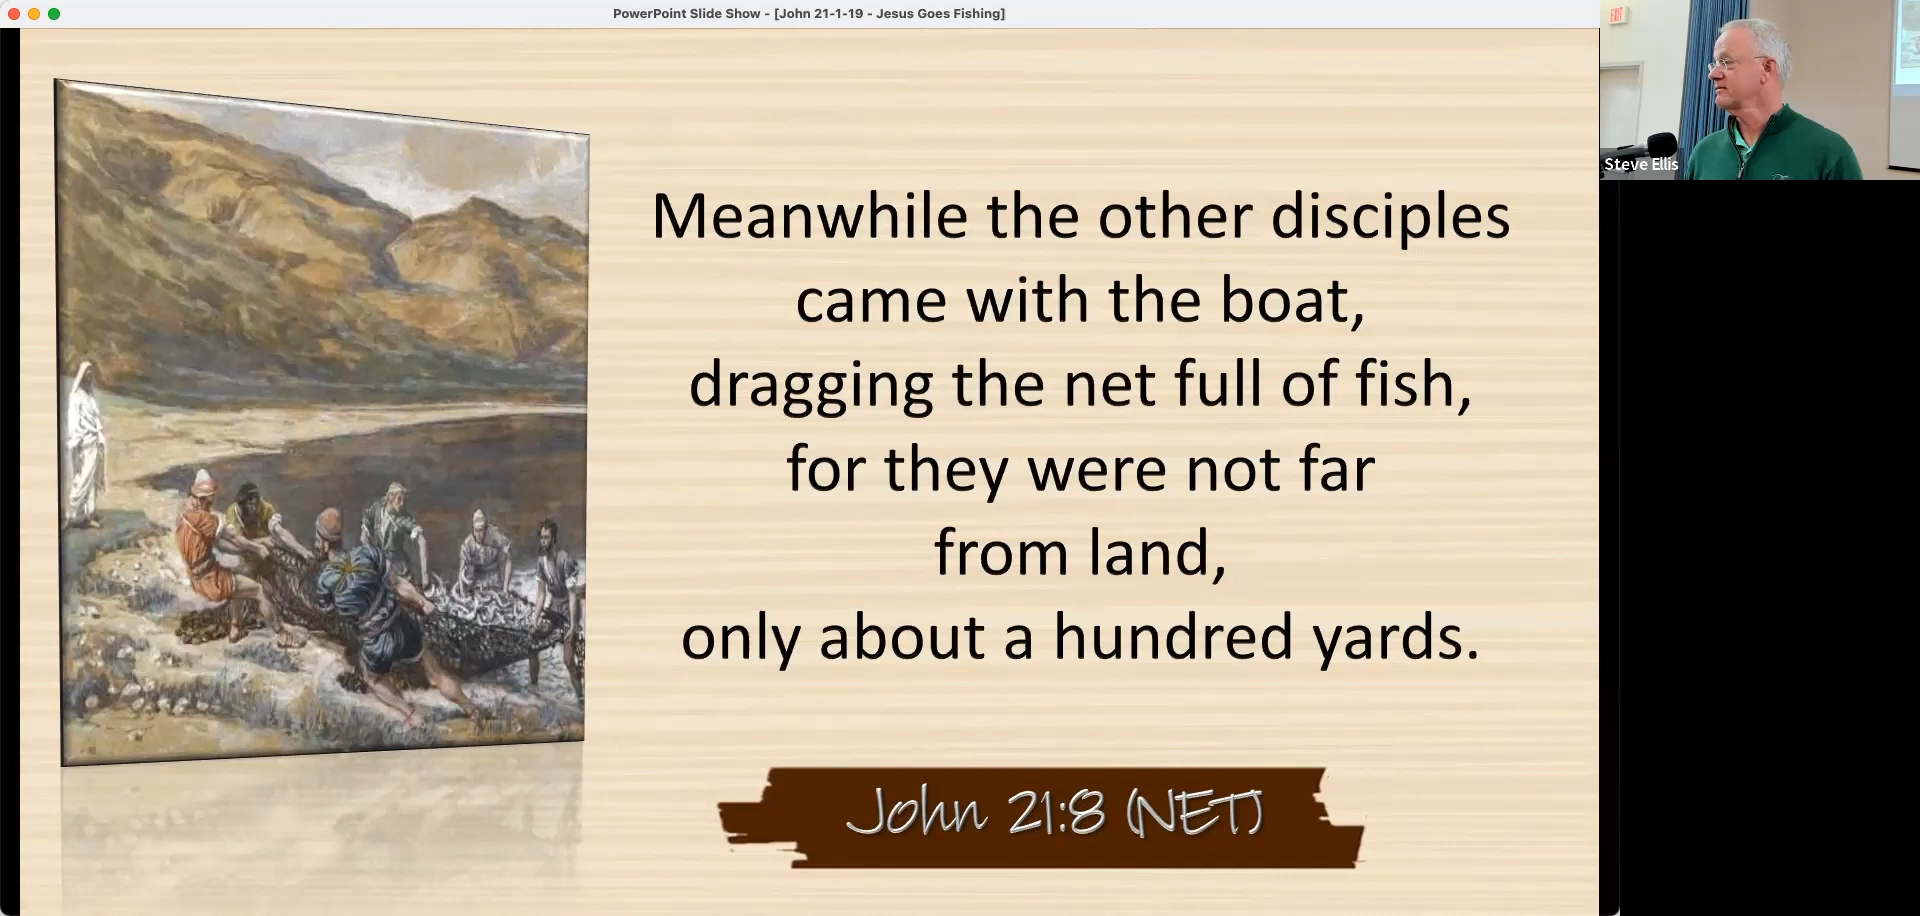 PowerPoint Slide Show - [John 21-1-19 - Jesus Goes Fishing]
EXIT
Steve Ellis
Meanwhile the other disciples
came with the boat,
dragging the net full of fish,
for they were not far
from land,
only about a hundred yards.
John 21:8 (NET)